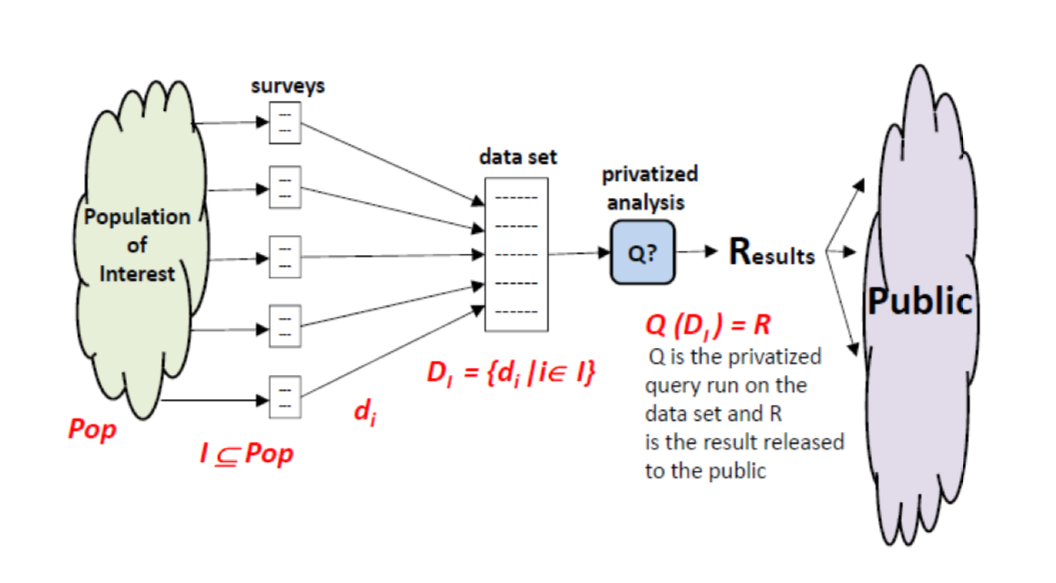 surveys
data set
privatized
analysis
Population
of
Interest
Q?
Results
Public
Pop
I ⊆ Pop
d_i
D_I = {d_i | i∈ I}
Q (D_I) = R
Q is the privatized
query run on the
data set and R
is the result released
to the public